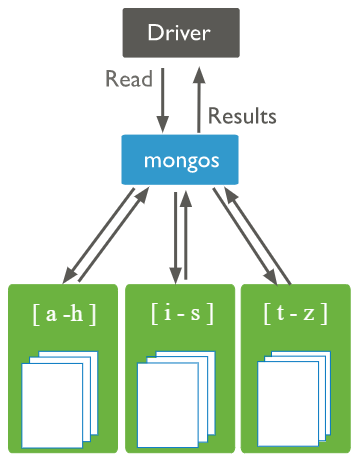 Driver
Read
Results
mongos
[ a -h ]
[ i - s ]
[ t - z ]